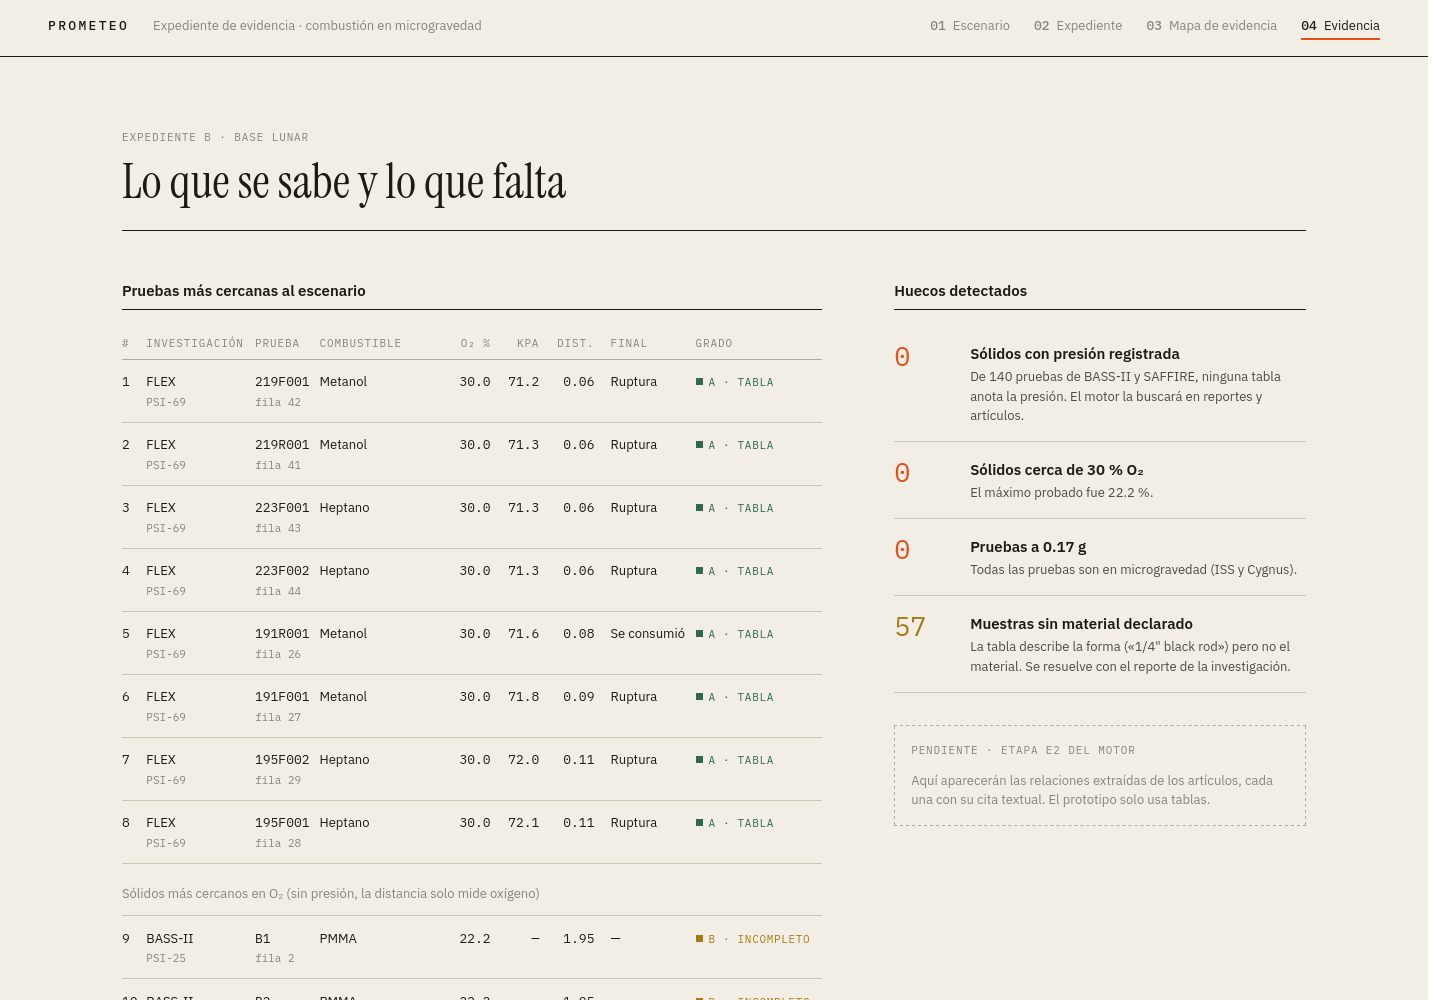 PROMETEO Expediente de evidencia · combustión en microgravedad 01 Escenario 02 Expediente 03 Mapa de evidencia 04 Evidencia
EXPEDIENTE B · BASE LUNAR
Lo que se sabe y lo que falta
Pruebas más cercanas al escenario
# INVESTIGACIÓN PRUEBA COMBUSTIBLE O₂ % KPA DIST. FINAL GRADO
1 FLEX 219F001 Metanol 30.0 71.2 0.06 Ruptura A · TABLA
PSI-69 fila 42
2 FLEX 219R001 Metanol 30.0 71.3 0.06 Ruptura A · TABLA
PSI-69 fila 41
3 FLEX 223F001 Heptano 30.0 71.3 0.06 Ruptura A · TABLA
PSI-69 fila 43
4 FLEX 223F002 Heptano 30.0 71.3 0.06 Ruptura A · TABLA
PSI-69 fila 44
5 FLEX 191R001 Metanol 30.0 71.6 0.08 Se consumió A · TABLA
PSI-69 fila 26
6 FLEX 191F001 Metanol 30.0 71.8 0.09 Ruptura A · TABLA
PSI-69 fila 27
7 FLEX 195F002 Heptano 30.0 72.0 0.11 Ruptura A · TABLA
PSI-69 fila 29
8 FLEX 195F001 Heptano 30.0 72.1 0.11 Ruptura A · TABLA
PSI-69 fila 28
Sólidos más cercanos en O₂ (sin presión, la distancia solo mide oxígeno)
9 BASS-II B1 PMMA 22.2 — 1.95 — B · INCOMPLETO
PSI-25 fila 2
10 BASS-II B2 PMMA 22.2 — 1.95 — B · INCOMPLETO
Huecos detectados
0 Sólidos con presión registrada
De 140 pruebas de BASS-II y SAFFIRE, ninguna tabla
anota la presión. El motor la buscará en reportes y
artículos.
0 Sólidos cerca de 30 % O₂
El máximo probado fue 22.2 %.
0 Pruebas a 0.17 g
Todas las pruebas son en microgravedad (ISS y Cygnus).
57 Muestras sin material declarado
La tabla describe la forma («1/4" black rod») pero no el
material. Se resuelve con el reporte de la investigación.
PENDIENTE · ETAPA E2 DEL MOTOR
Aquí aparecerán las relaciones extraídas de los artículos, cada
una con su cita textual. El prototipo solo usa tablas.